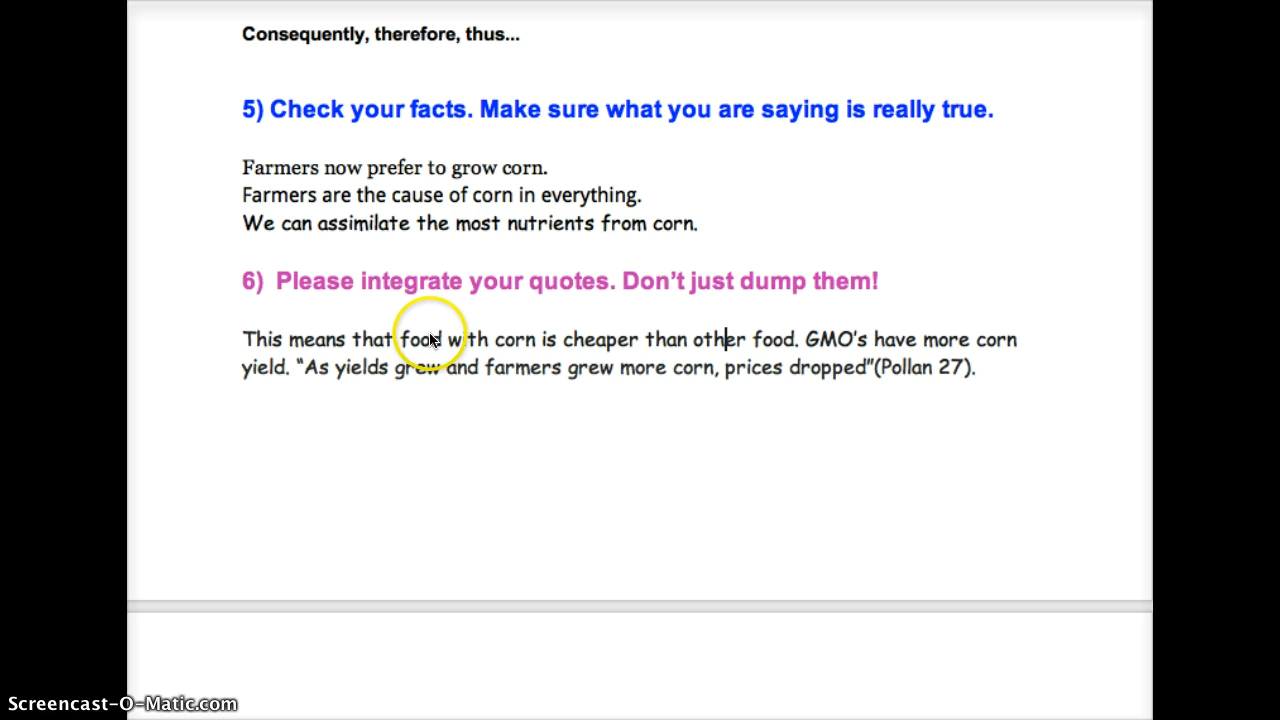 Consequently, therefore, thus...
5) Check your facts. Make sure what you are saying is really true.
Farmers now prefer to grow corn.
Farmers are the cause of corn in everything.
We can assimilate the most nutrients from corn.
6)  Please integrate your quotes. Don’t just dump them!
This means that food with corn is cheaper than other food. GMO’s have more corn
yield. “As yields grew and farmers grew more corn, prices dropped”(Pollan 27).
Screencast-O-Matic.com